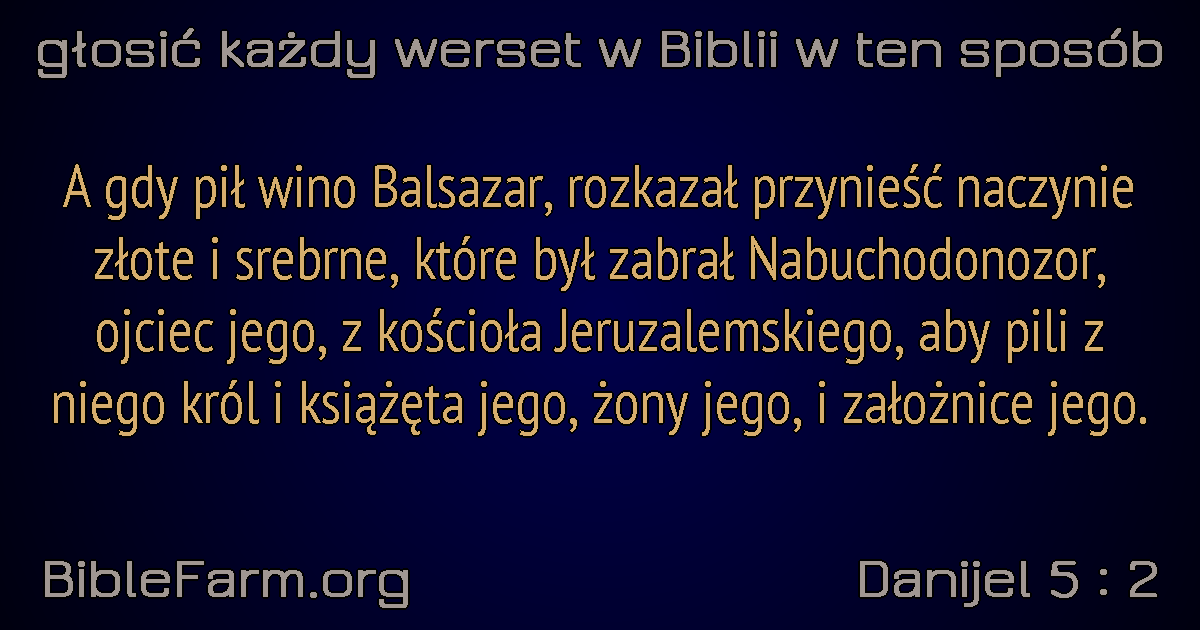 głosić każdy werset w Biblii w ten sposób
A gdy pił wino Balsazar, rozkazał przynieść naczynie
złote i srebrne, które był zabrał Nabuchodonozor,
ojciec jego, z kościoła Jeruzalemskiego, aby pili z
niego król i książęta jego, żony jego, i założnice jego.
BibleFarm.org
Danijel 5 : 2